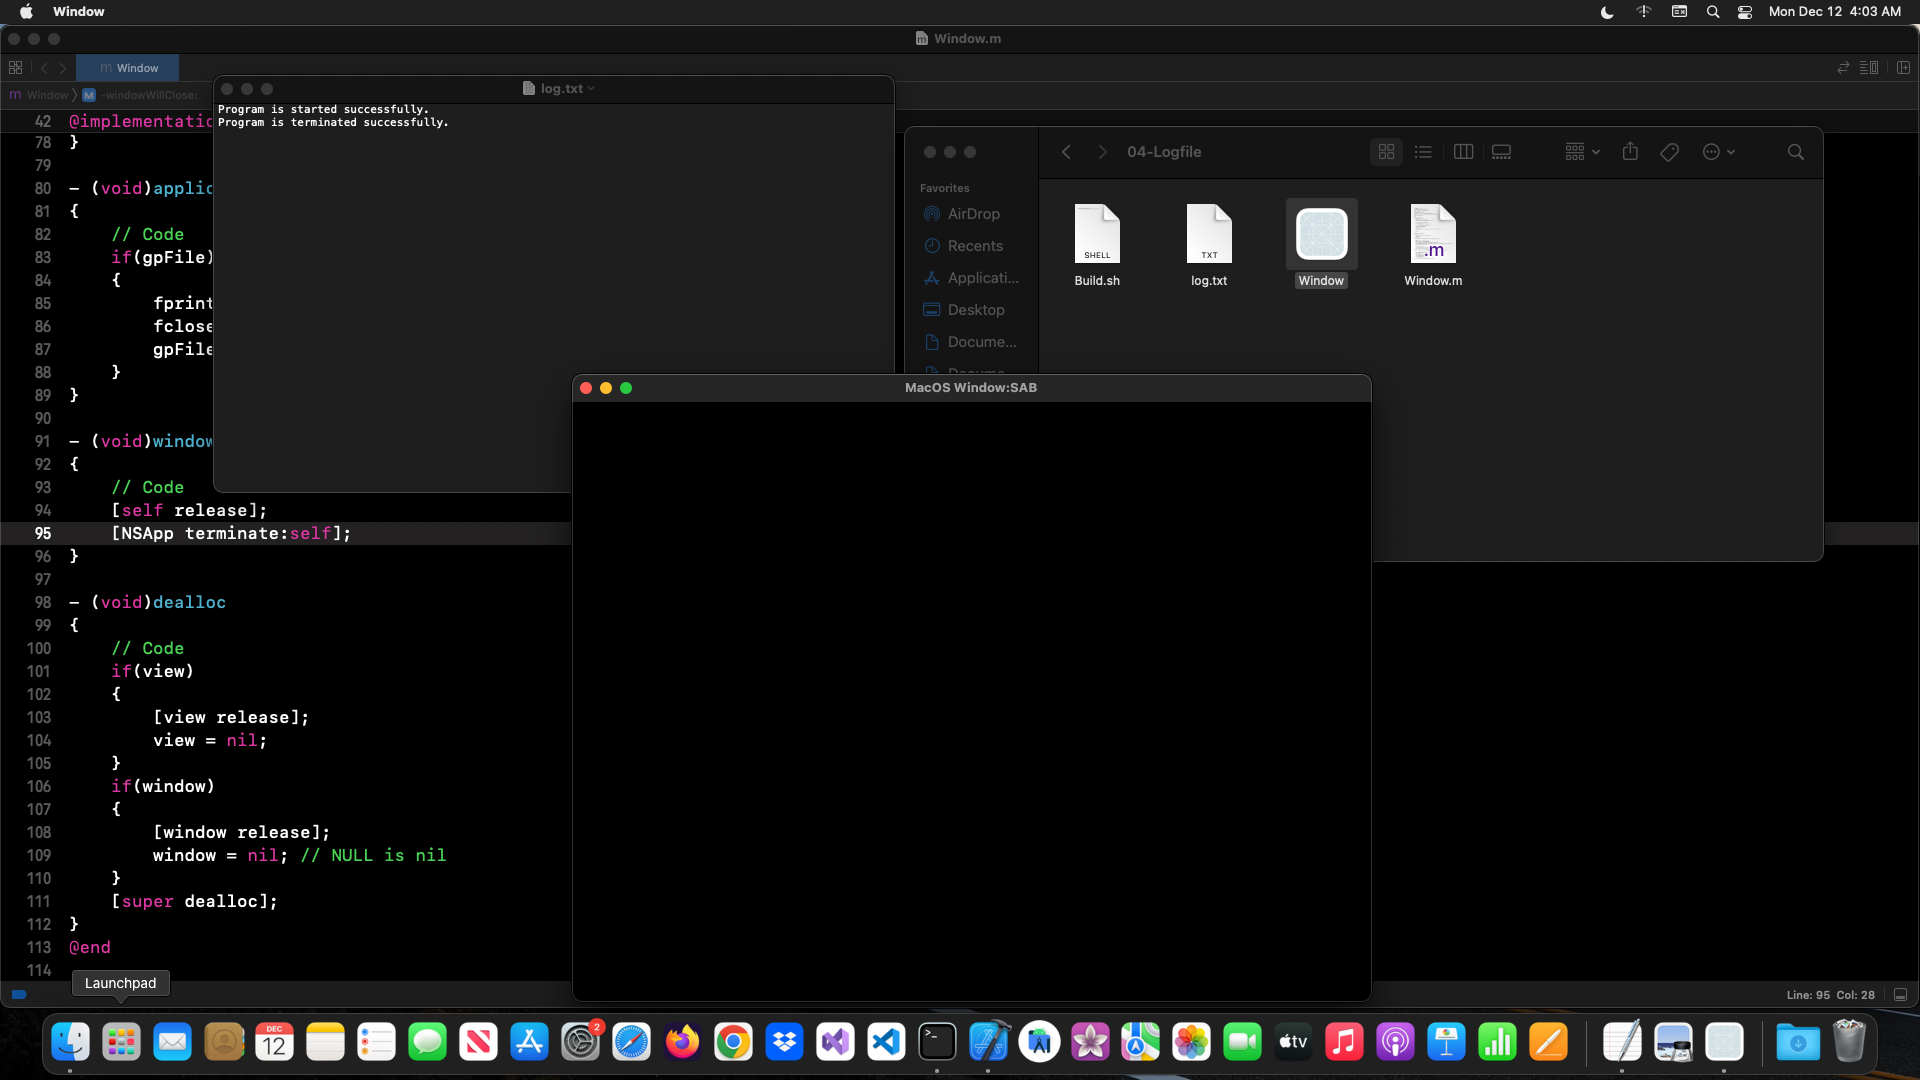 Window
Mon Dec 12 4:03 AM
Window.m
m Window
m Window M -windowWillClose:
log.txt
Program is started successfully.
Program is terminated successfully.
42 @implementatio
78 }
79
80 - (void)applic
81 {
82 // Code
83 if(gpFile)
84 {
85 fprint
86 fclose
87 gpFile
88 }
89 }
90
91 - (void)window
92 {
93 // Code
94 [self release];
95 [NSApp terminate:self];
96 }
97
98 - (void)dealloc
99 {
100 // Code
101 if(view)
102 {
103 [view release];
104 view = nil;
105 }
106 if(window)
107 {
108 [window release];
109 window = nil; // NULL is nil
110 }
111 [super dealloc];
112 }
113 @end
114
04-Logfile
Favorites
AirDrop
Recents
Applicati...
Desktop
Docume...
SHELL
Build.sh
TXT
log.txt
Window
.m
Window.m
MacOS Window:SAB
Launchpad
Line: 95 Col: 28
DEC
12
2
tv